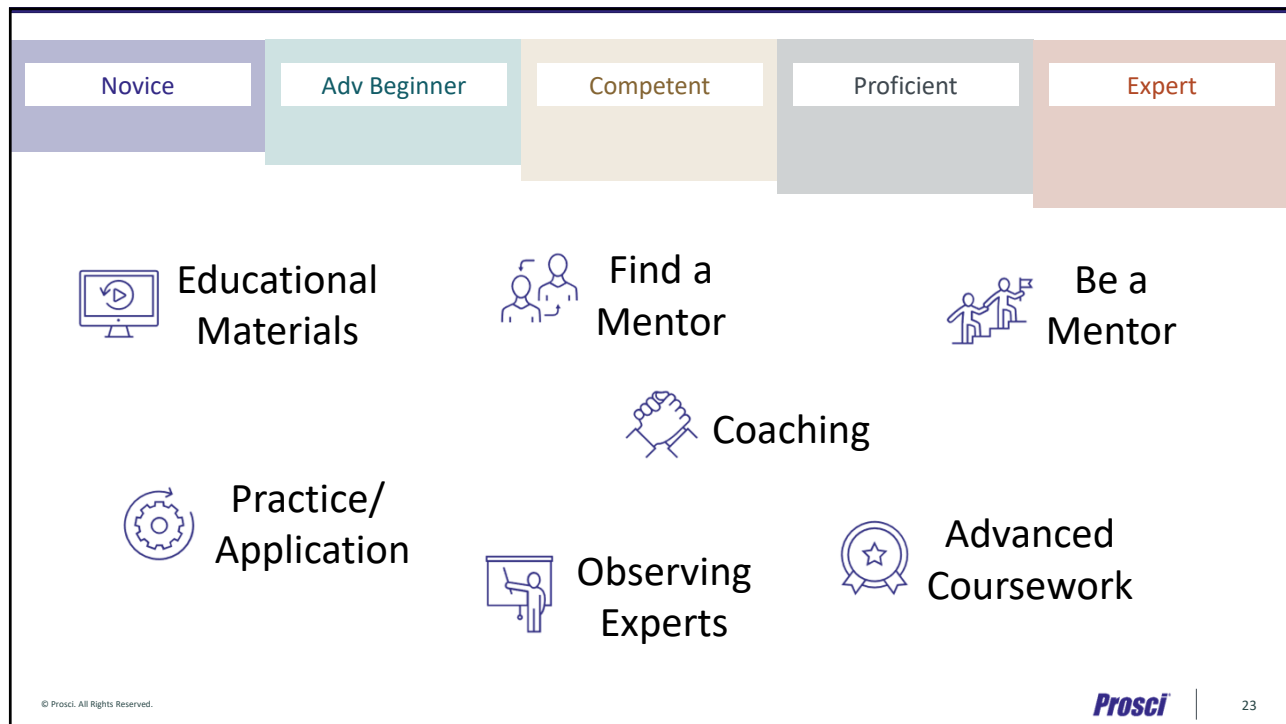 Novice
Adv Beginner
Competent
Proficient
Expert
Educational
Materials
Find a
Mentor
Be a
Mentor
Coaching
Practice/
Application
Observing
Experts
Advanced
Coursework
© Prosci. All Rights Reserved.
Prosci
23